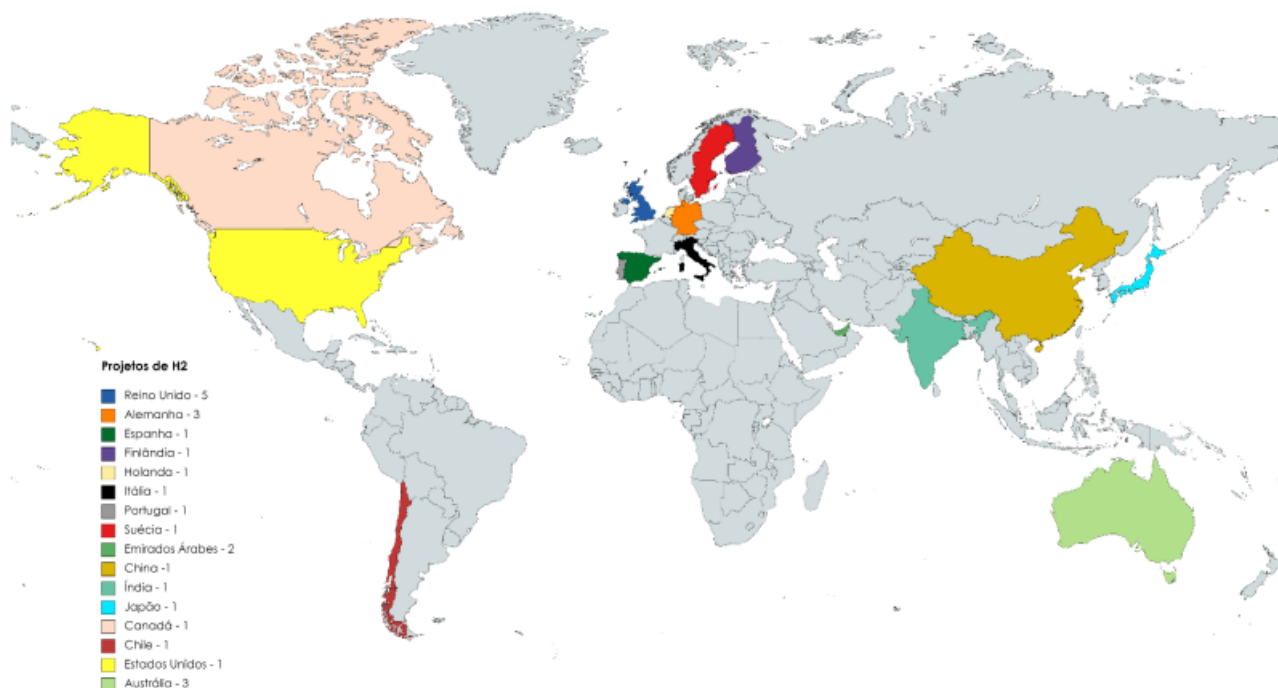 Projetos de H2
Reino Unido - 5
Alemanha - 3
Espanha - 1
Finlândia - 1
Holanda - 1
Itália - 1
Portugal - 1
Suécia - 1
Emirados Árabes - 2
China -1
Índia - 1
Japão - 1
Canadá - 1
Chile - 1
Estados Unidos - 1
Austrália - 3